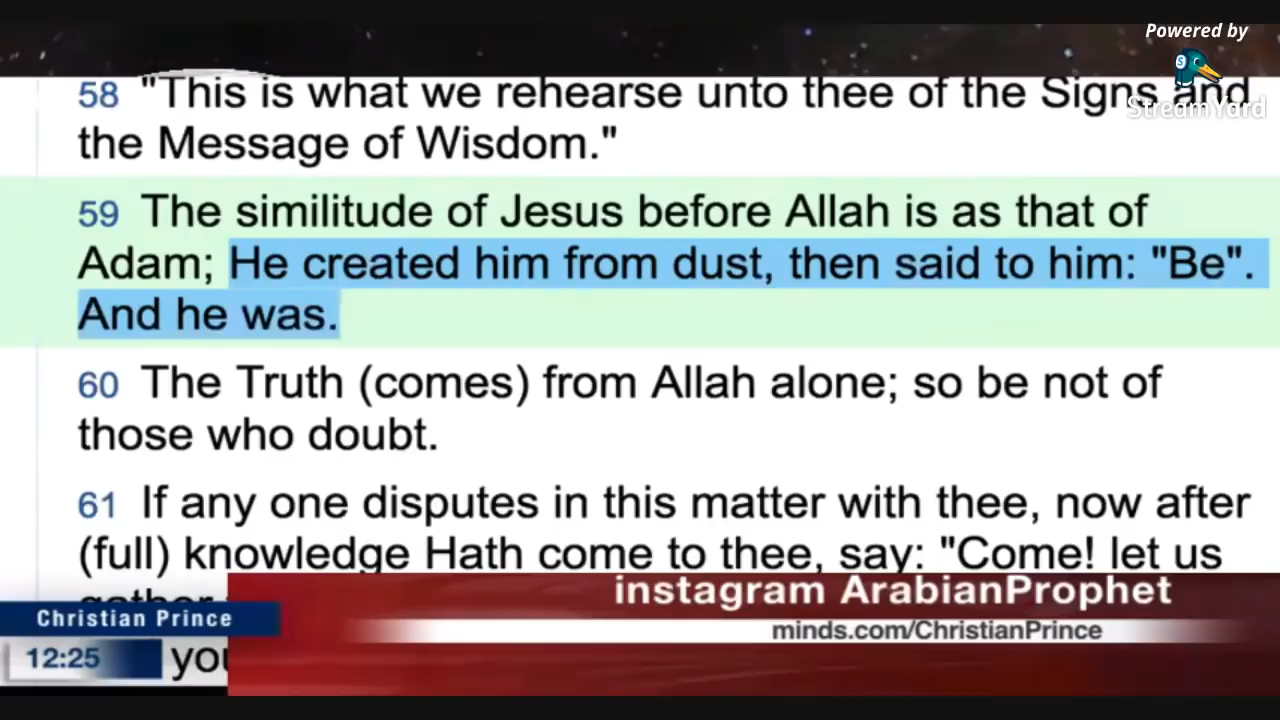 Powered by
StreamYard
58 "This is what we rehearse unto thee of the Signs and
the Message of Wisdom."
59 The similitude of Jesus before Allah is as that of
Adam; He created him from dust, then said to him: "Be".
And he was.
60 The Truth (comes) from Allah alone; so be not of
those who doubt.
61 If any one disputes in this matter with thee, now after
(full) knowledge Hath come to thee, say: "Come! let us
instagram ArabianProphet
Christian Prince
minds.com/ChristianPrince
12:25